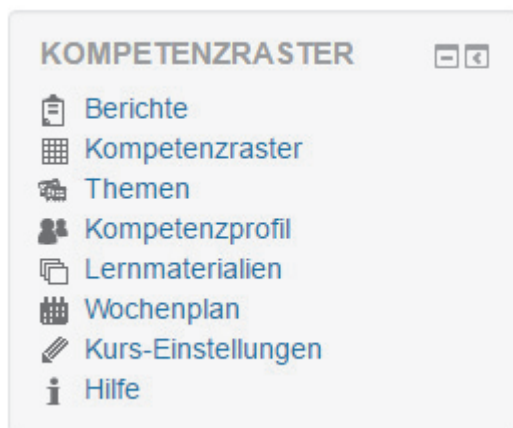 KOMPETENZRASTER
Berichte
Kompetenzraster
Themen
Kompetenzprofil
Lernmaterialien
Wochenplan
Kurs-Einstellungen
Hilfe